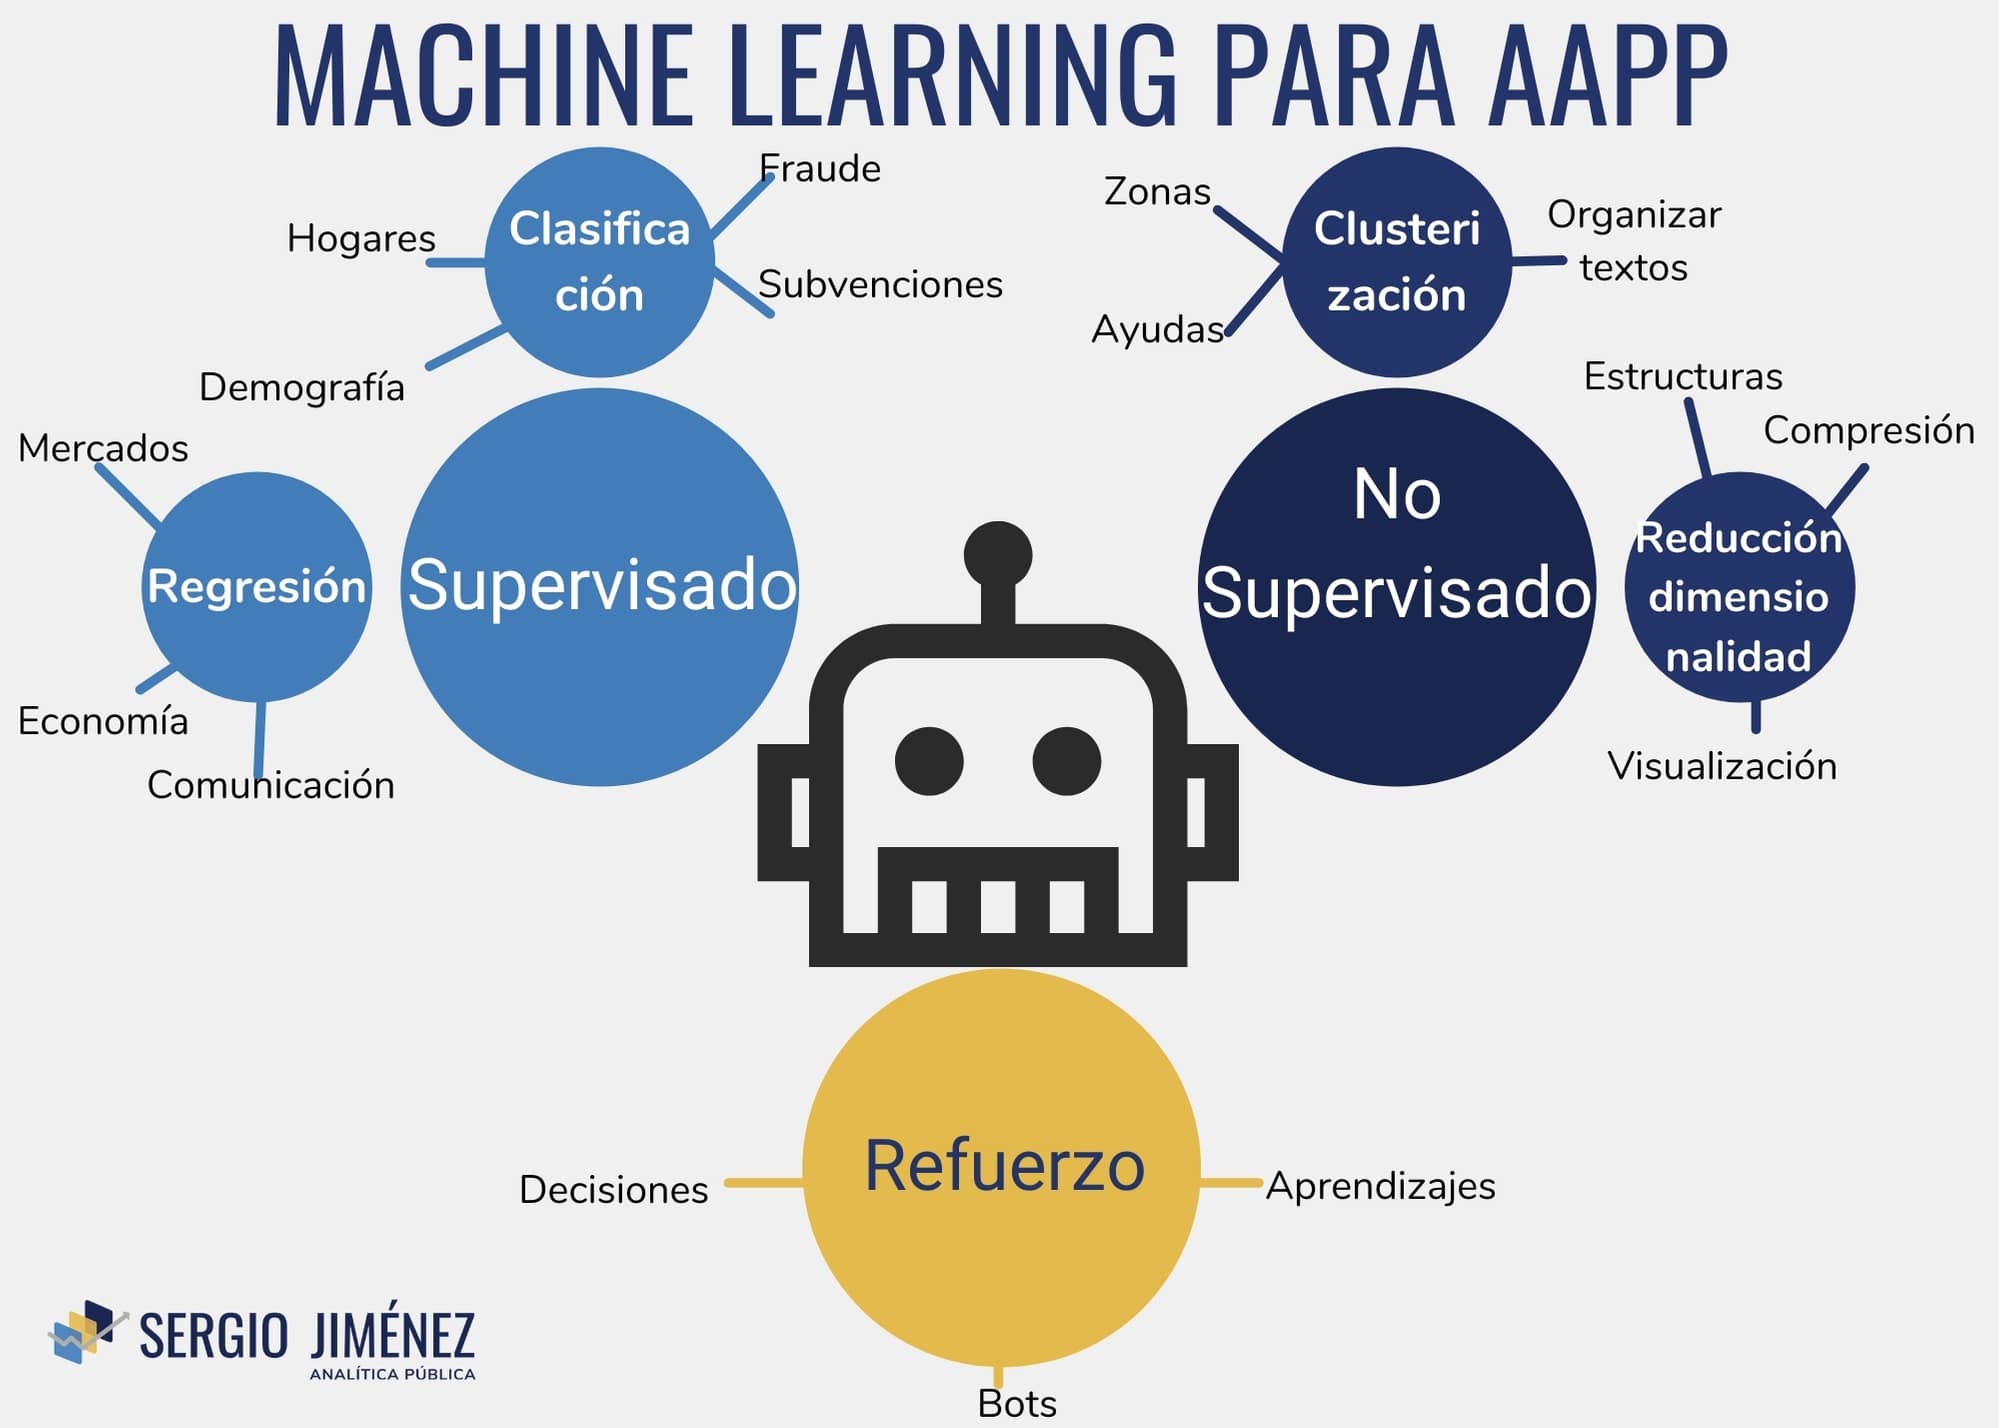 MACHINE LEARNING PARA AAPP
Fraude
Hogares
Clasifica
ción
Subvenciones
Demografía
Zonas
Clusteri
zación
Organizar
textos
Ayudas
Mercados
Regresión
Economía
Comunicación
Supervisado
No
Supervisado
Estructuras
Compresión
Reducción
dimensio
nalidad
Visualización
Refuerzo
Decisiones
Aprendizajes
Bots
SERGIO JIMÉNEZ
ANALÍTICA PÚBLICA